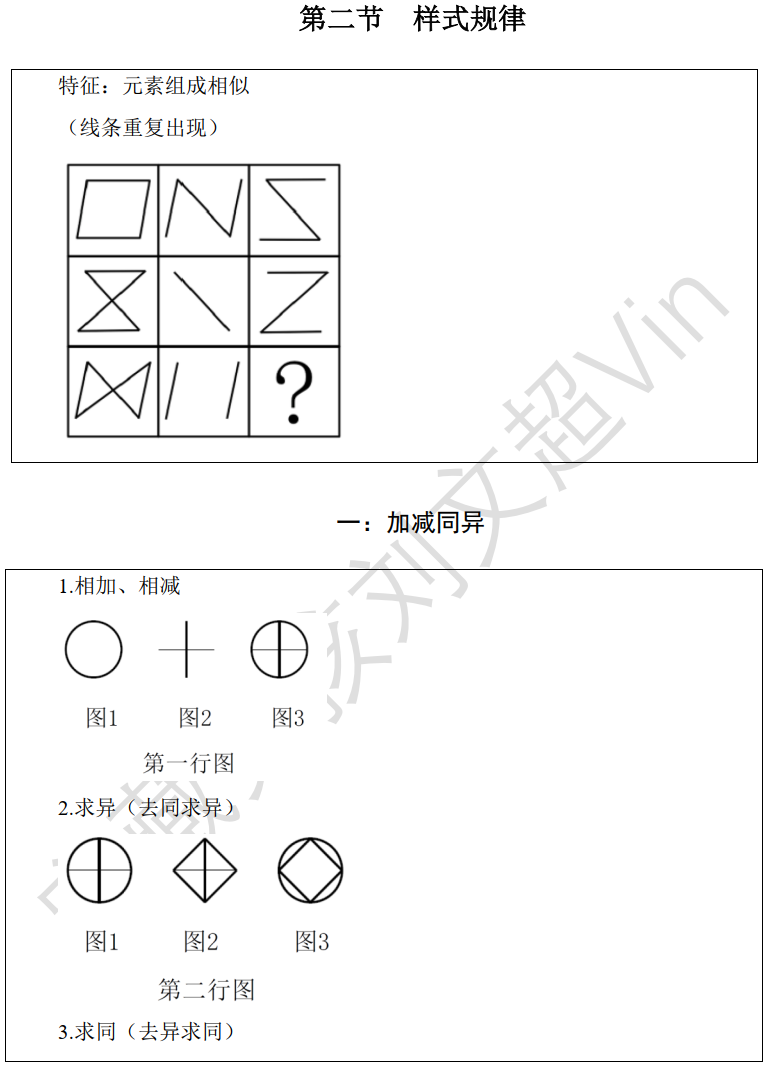 第二节 样式规律
特征：元素组成相似
（线条重复出现）
?
一：加减同异
1.相加、相减
图1 图2 图3
第一行图
2.求异（去同求异）
图1 图2 图3
第二行图
3.求同（去异求同）
刘文超Vin